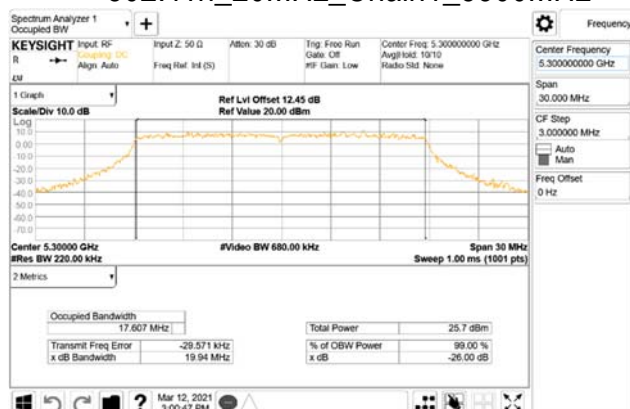 Spectrum Analyzer 1
Occupied BW
Frequency
KEYSIGHT Input: RF
Coupling: DC
Align: Auto
Input Z: 50 Ω
Freq Ref: Int (S)
Atten: 30 dB
Trig: Free Run
Gate: Off
#IF Gain: Low
Center Freq: 5.300000000 GHz
Avg|Hold: 10/10
Radio Std: None
R
Center Frequency
5.300000000 GHz
Span
30.000 MHz
CF Step
3.000000 MHz
Auto
Man
Freq Offset
0 Hz
1 Graph
Scale/Div 10.0 dB
Ref Lvl Offset 12.45 dB
Ref Value 20.00 dBm
Log
10.0
0.00
-10.0
-20.0
-30.0
-40.0
-50.0
-60.0
-70.0
Center 5.30000 GHz
#Res BW 220.00 kHz
#Video BW 680.00 kHz
Span 30 MHz
Sweep 1.00 ms (1001 pts)
2 Metrics
Occupied Bandwidth
17.607 MHz
Transmit Freq Error -29.571 kHz
x dB Bandwidth 19.94 MHz
Total Power 25.7 dBm
% of OBW Power 99.00 %
x dB -26.00 dB
Mar 12, 2021
3:00:47 PM